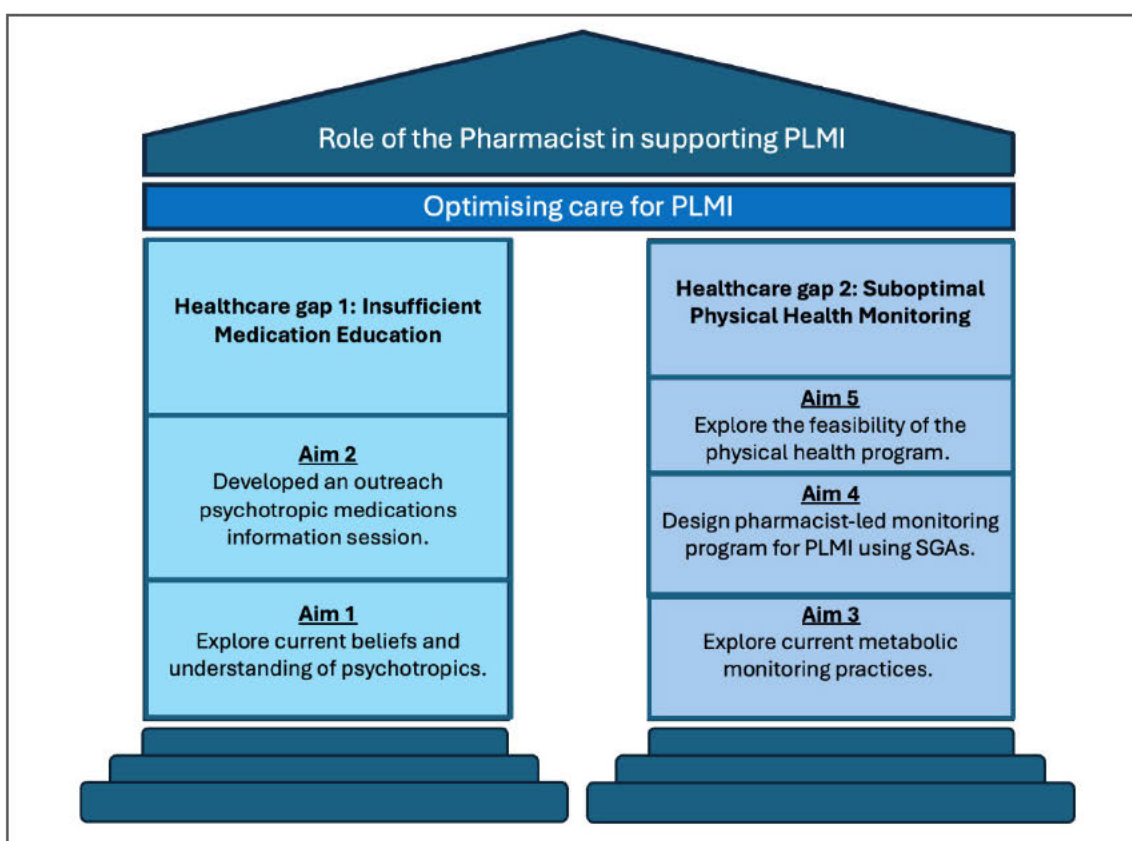 Role of the Pharmacist in supporting PLMI
Optimising care for PLMI
Healthcare gap 1: Insufficient
Medication Education
Aim 2
Developed an outreach
psychotropic medications
information session.
Aim 1
Explore current beliefs and
understanding of psychotropics.
Healthcare gap 2: Suboptimal
Physical Health Monitoring
Aim 5
Explore the feasibility of the
physical health program.
Aim 4
Design pharmacist-led monitoring
program for PLMI using SGAs.
Aim 3
Explore current metabolic
monitoring practices.